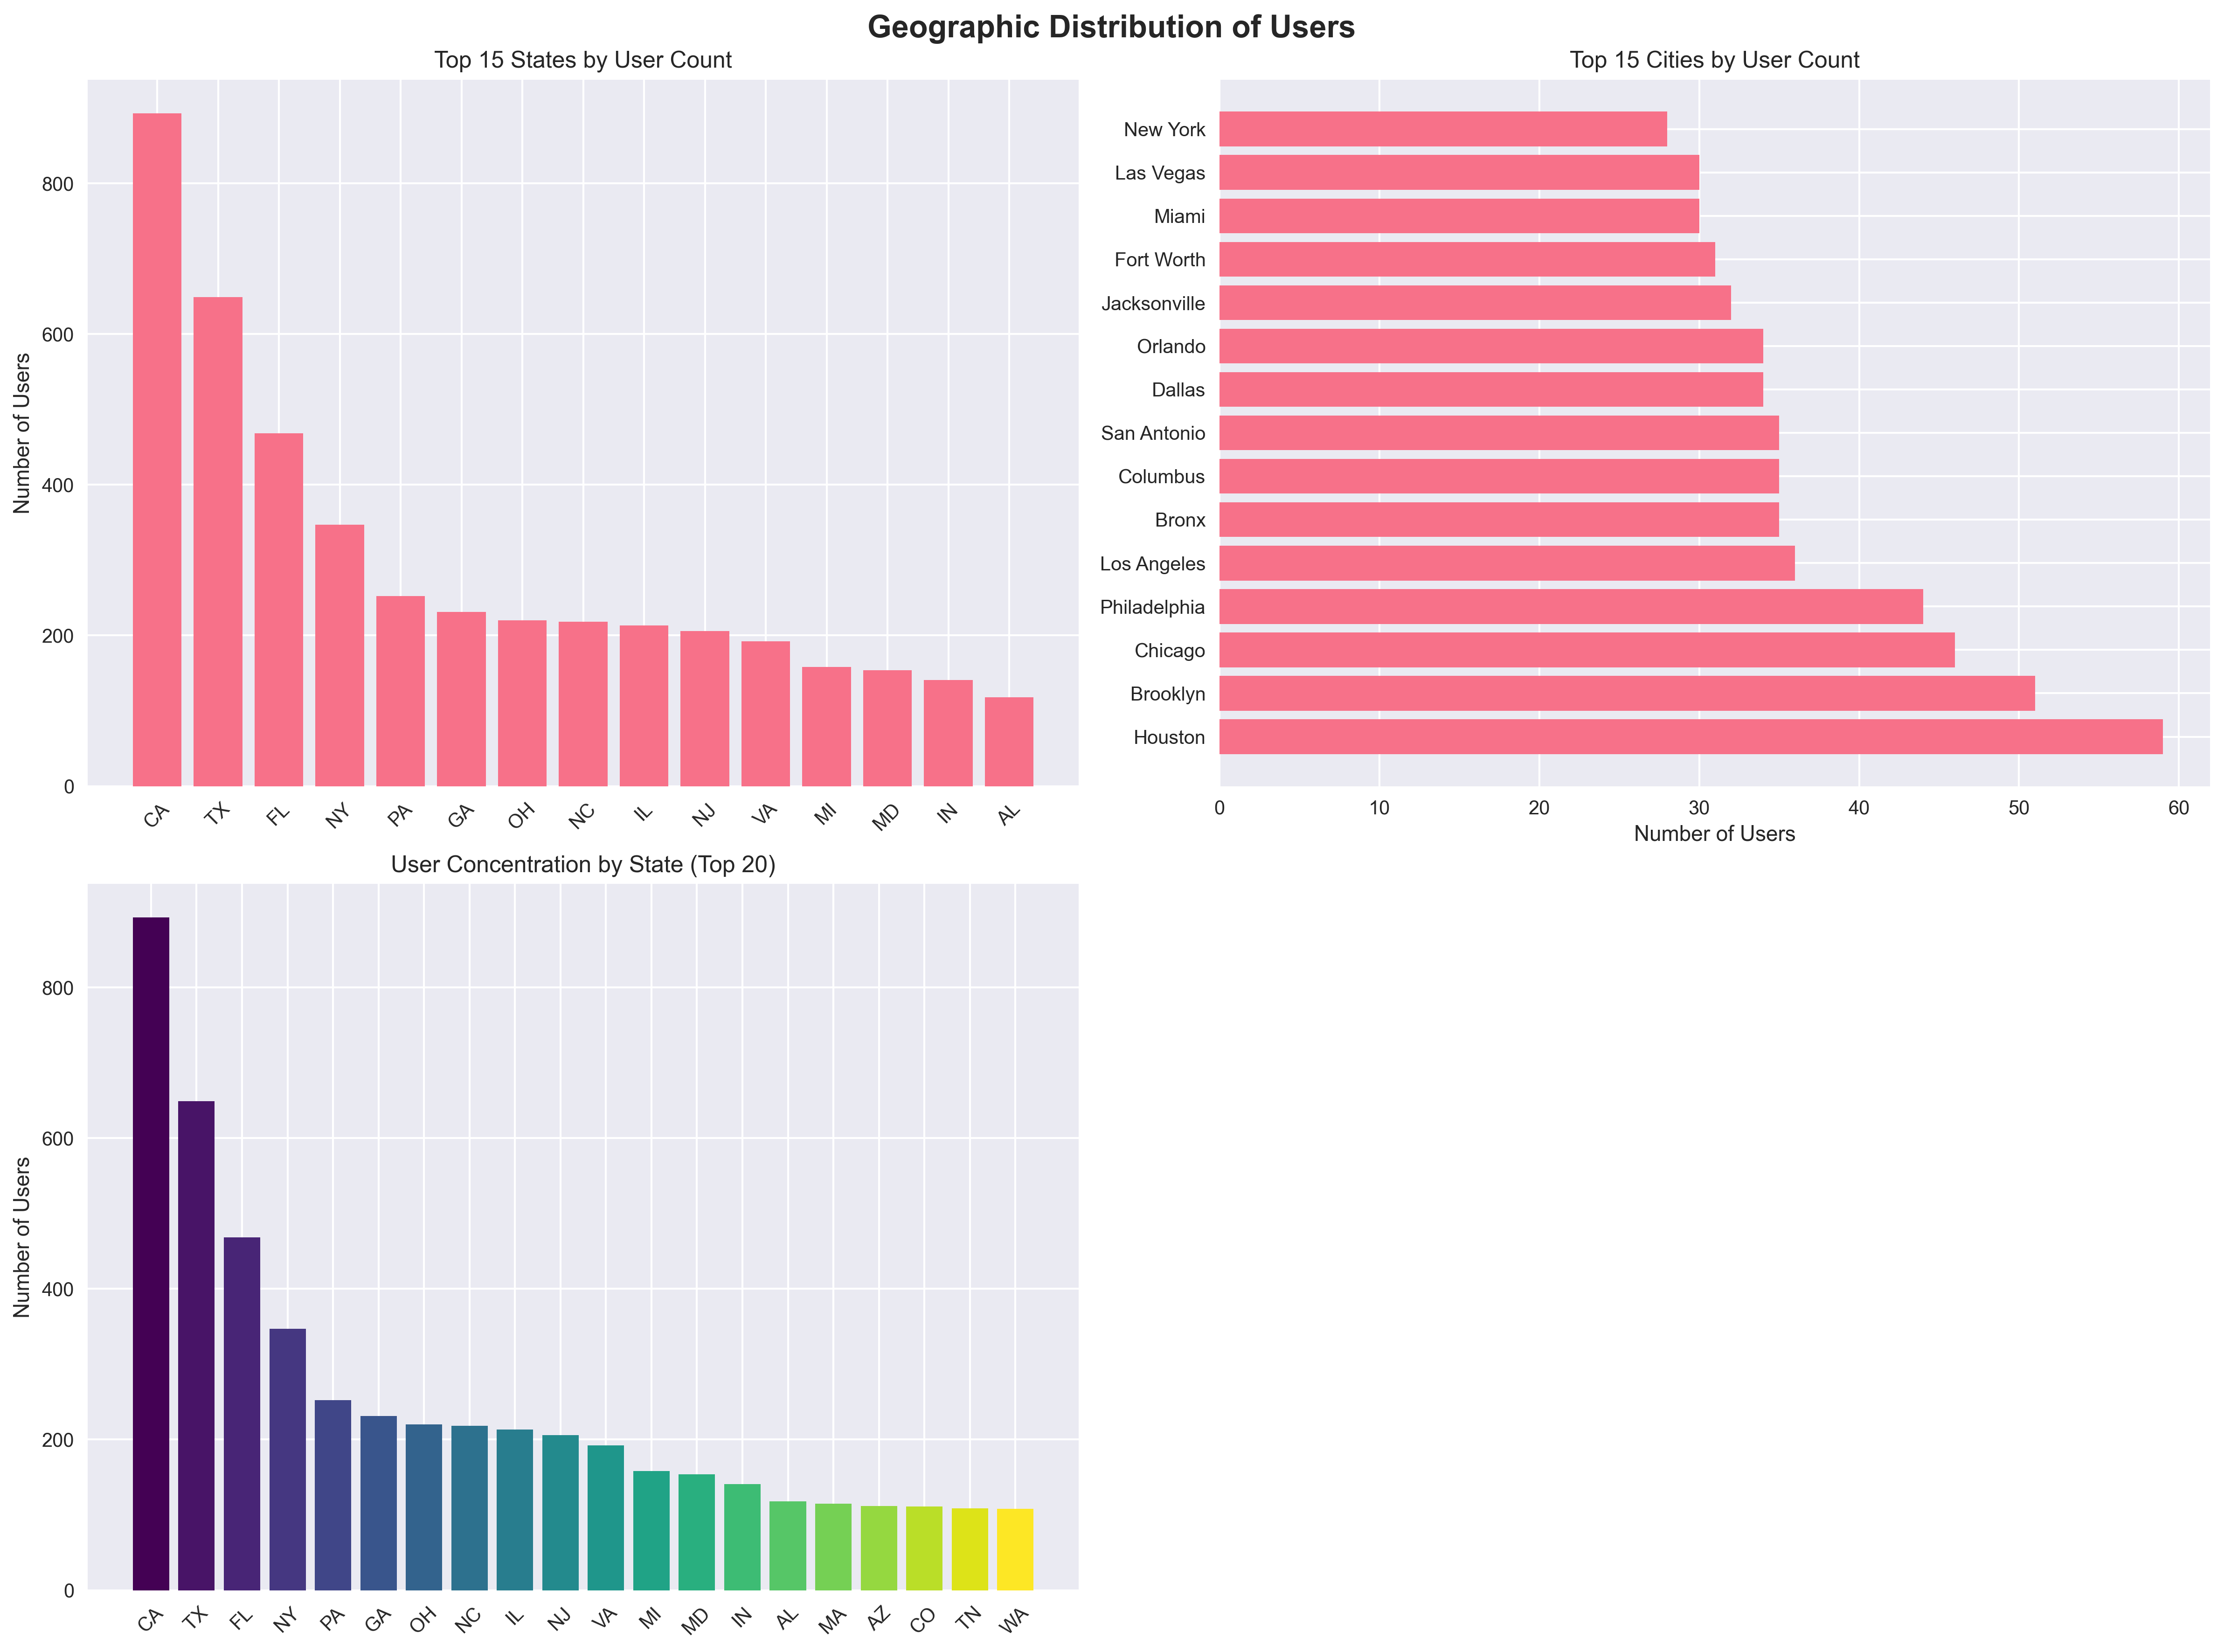 Geographic Distribution of Users
Top 15 States by User Count
Number of Users
800
600
400
200
0
CA TX FL NY PA GA OH NC IL NJ VA MI MD IN AL
Top 15 Cities by User Count
New York
Las Vegas
Miami
Fort Worth
Jacksonville
Orlando
Dallas
San Antonio
Columbus
Bronx
Los Angeles
Philadelphia
Chicago
Brooklyn
Houston
0 10 20 30 40 50 60
Number of Users
User Concentration by State (Top 20)
Number of Users
800
600
400
200
0
CA TX FL NY PA GA OH NC IL NJ VA MI MD IN AL MA AZ CO TN WA